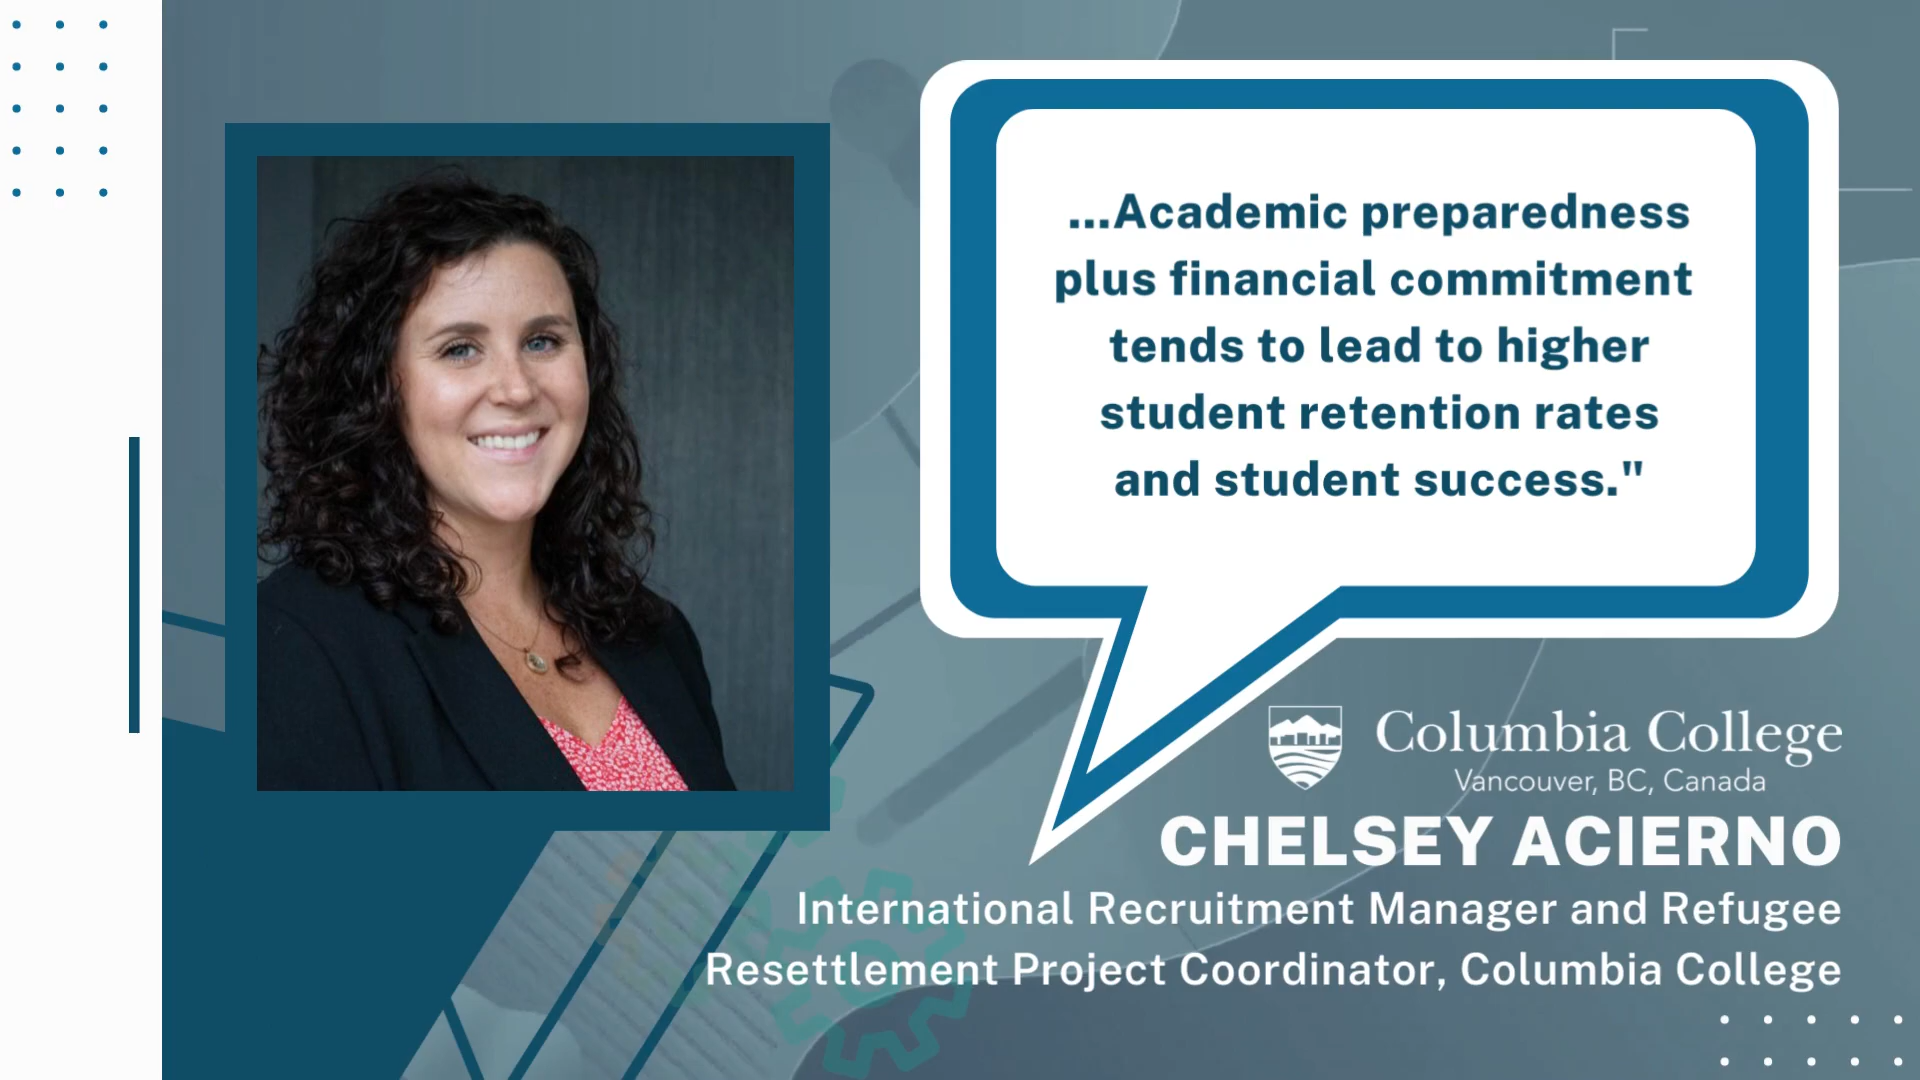 ...Academic preparedness
plus financial commitment
tends to lead to higher
student retention rates
and student success."
Columbia College
Vancouver, BC, Canada
CHELSEY ACIERNO
International Recruitment Manager and Refugee
Resettlement Project Coordinator, Columbia College